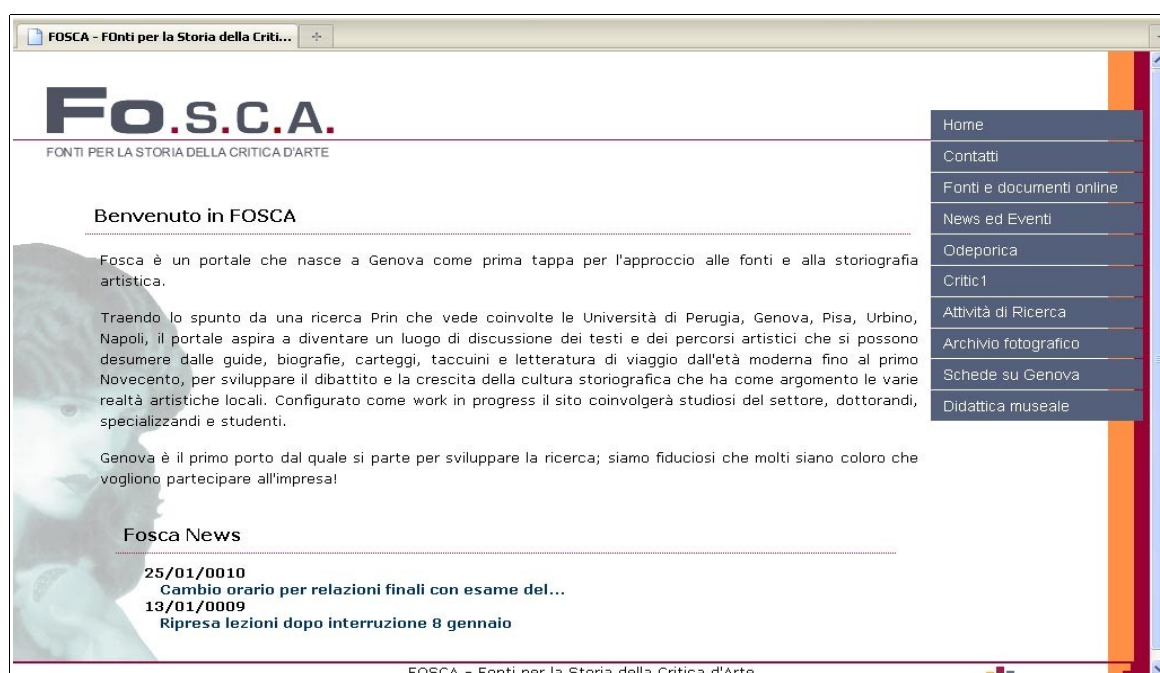 FOSCA - FOnti per la Storia della Criti...
Fo.S.C.A.
FONTI PER LA STORIA DELLA CRITICA D'ARTE
Home
Contatti
Fonti e documenti online
News ed Eventi
Odeporica
Critic1
Attività di Ricerca
Archivio fotografico
Schede su Genova
Didattica museale
Benvenuto in FOSCA
Fosca è un portale che nasce a Genova come prima tappa per l'approccio alle fonti e alla storiografia
artistica.
Traendo lo spunto da una ricerca Prin che vede coinvolte le Università di Perugia, Genova, Pisa, Urbino,
Napoli, il portale aspira a diventare un luogo di discussione dei testi e dei percorsi artistici che si possono
desumere dalle guide, biografie, carteggi, taccuini e letteratura di viaggio dall'età moderna fino al primo
Novecento, per sviluppare il dibattito e la crescita della cultura storiografica che ha come argomento le varie
realtà artistiche locali. Configurato come work in progress il sito coinvolgerà studiosi del settore, dottorandi,
specializzandi e studenti.
Genova è il primo porto dal quale si parte per sviluppare la ricerca; siamo fiduciosi che molti siano coloro che
vogliono partecipare all'impresa!
Fosca News
25/01/0010
Cambio orario per relazioni finali con esame del...
13/01/0009
Ripresa lezioni dopo interruzione 8 gennaio
FOSCA - Fonti per la Storia della Critica d'Arte